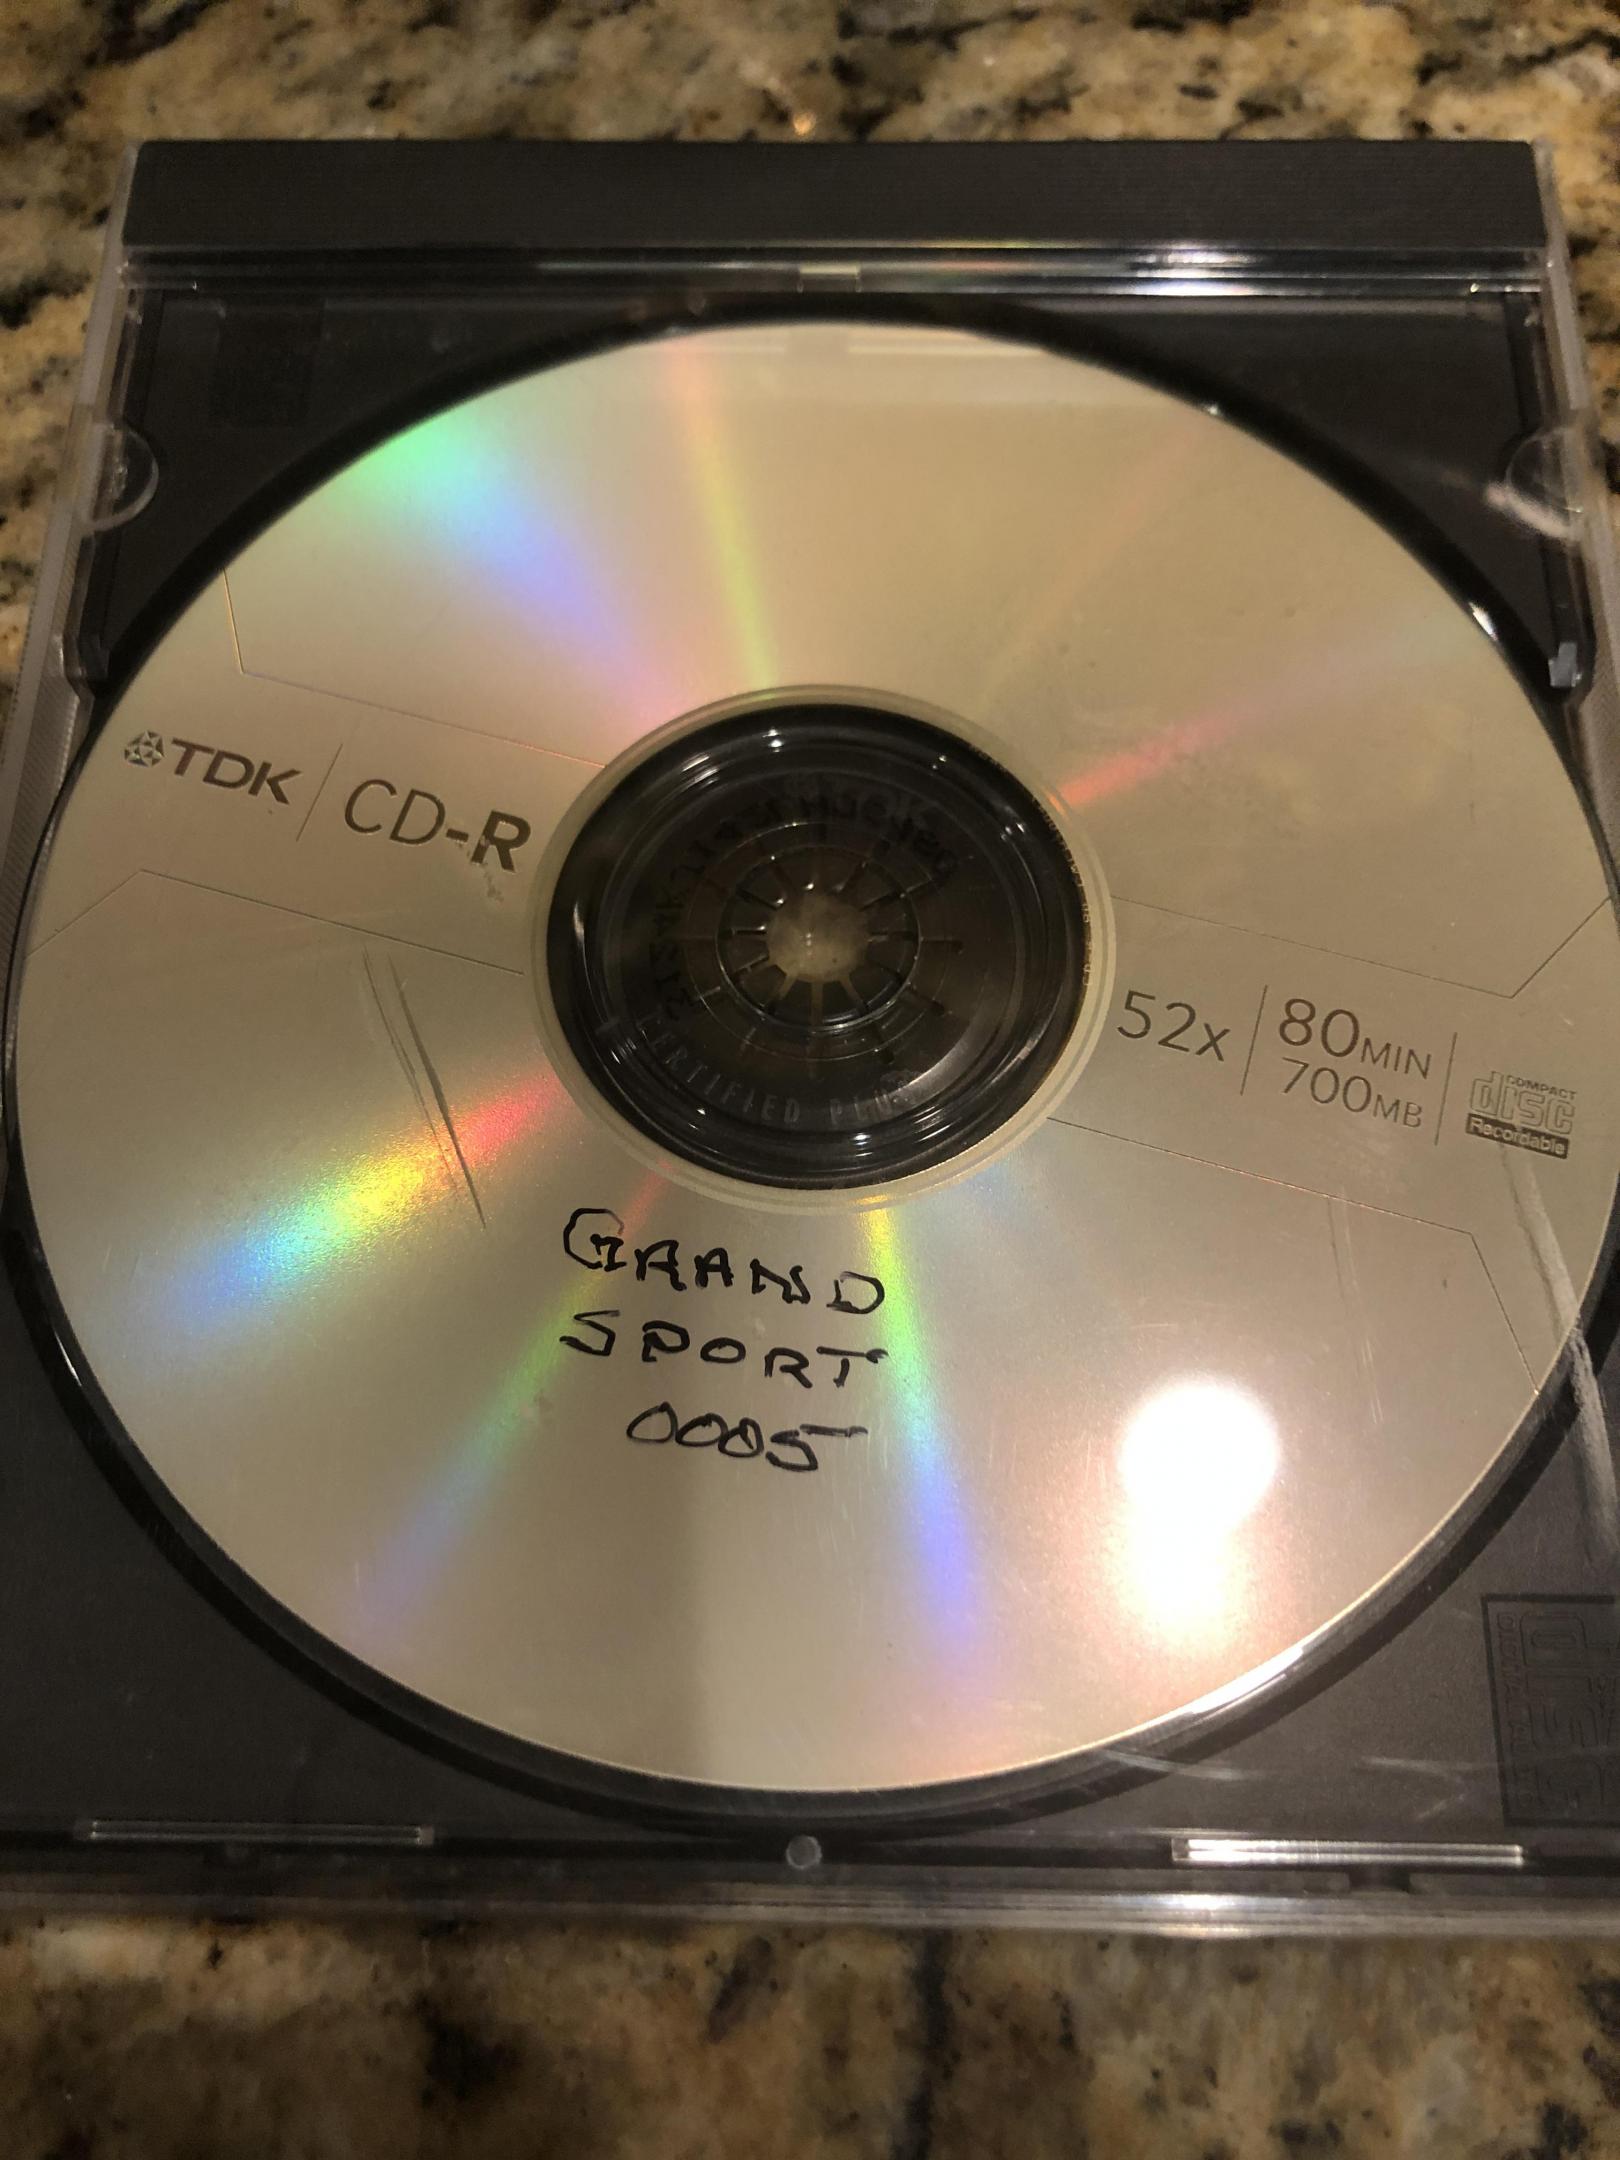 TDK CD-R
52x 80MIN
700MB
COMPACT
disc
Recordable
GRAND
SPORT
0005